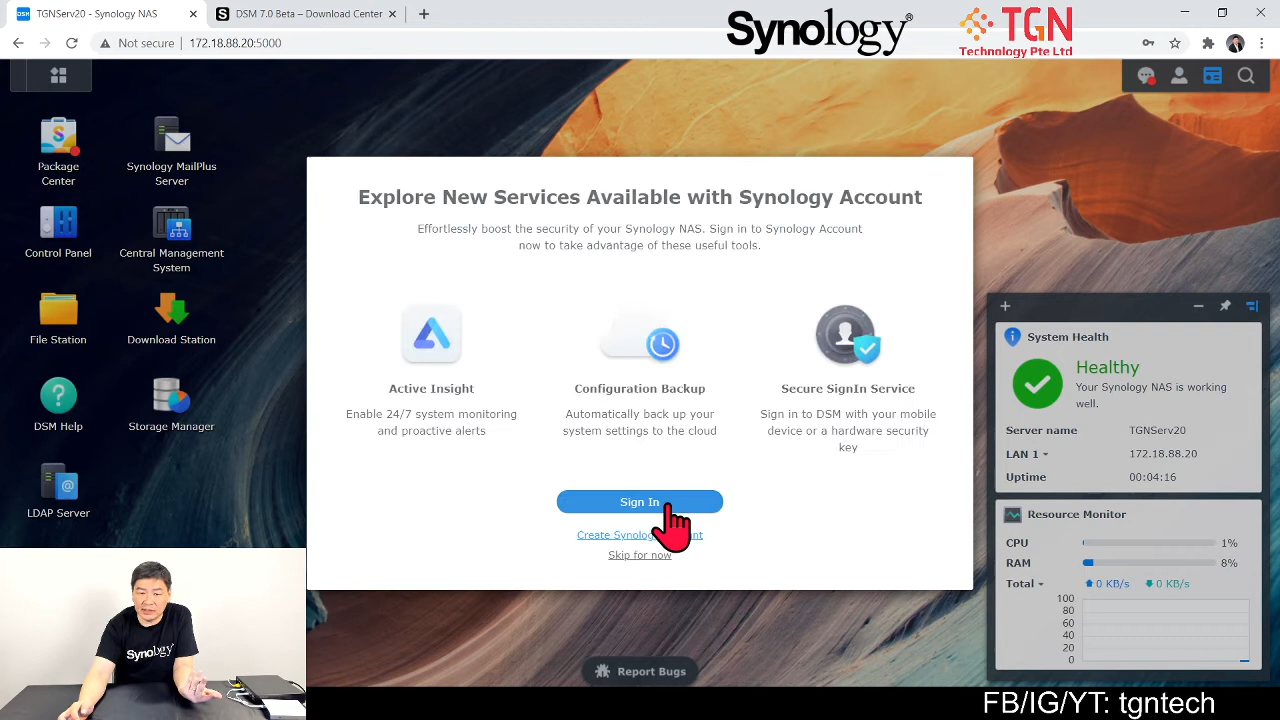 TGNServ20 - Synology NAS
DSM 7.0 Beta – Download Center
Not secure
172.18.88.20:5000
Synology®
TGN
Technology Pte Ltd
Package
Center
Synology MailPlus
Server
Control Panel
Central Management
System
File Station
Download Station
DSM Help
Storage Manager
LDAP Server
Explore New Services Available with Synology Account
Effortlessly boost the security of your Synology NAS. Sign in to Synology Account
now to take advantage of these useful tools.
Active Insight
Enable 24/7 system monitoring
and proactive alerts
Configuration Backup
Automatically back up your
system settings to the cloud
Secure SignIn Service
Sign in to DSM with your mobile
device or a hardware security
key
Sign In
Create Synology
Skip for now
System Health
Healthy
Your Synology NAS is working
well.
Server name TGNServ20
LAN 1 172.18.88.20
Uptime 00:04:16
Resource Monitor
CPU 1%
RAM 8%
Total 0 KB/s 0 KB/s
100
80
60
40
20
0
Report Bugs
Synology
FB/IG/YT: tgntech